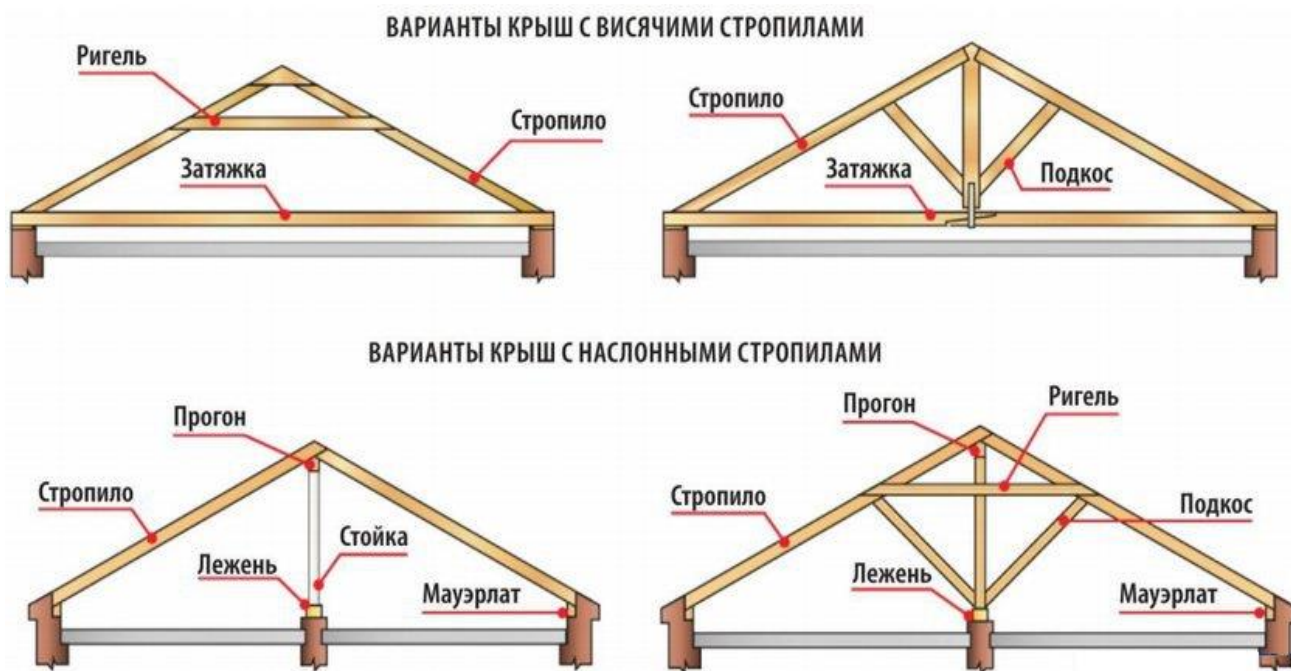 ВАРИАНТЫ КРЫШ С ВИСЯЧИМИ СТРОПИЛАМИ
Ригель
Стропило
Затяжка
Стропило
Затяжка
Подкос
ВАРИАНТЫ КРЫШ С НАСЛОННЫМИ СТРОПИЛАМИ
Прогон
Стропило
Стойка
Лежень
Мауэрлат
Прогон
Ригель
Стропило
Подкос
Лежень
Мауэрлат